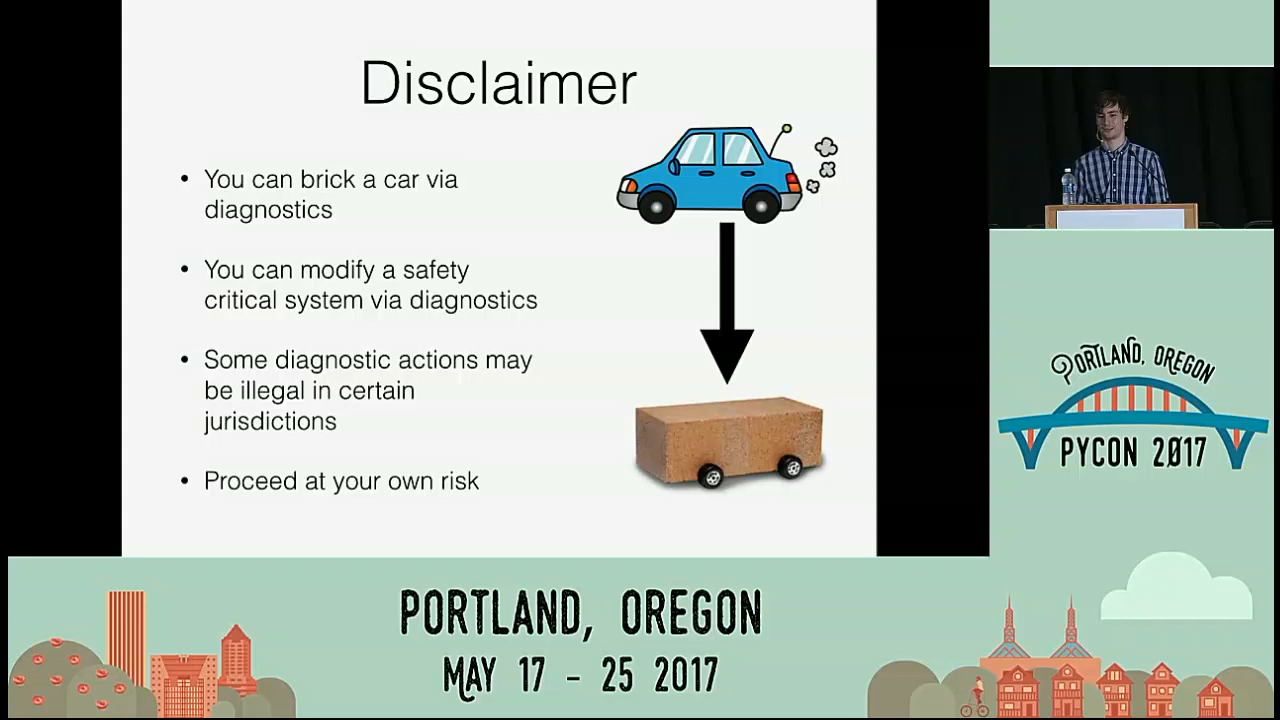 Disclaimer
• You can brick a car via
diagnostics
• You can modify a safety
critical system via diagnostics
• Some diagnostic actions may
be illegal in certain
jurisdictions
• Proceed at your own risk
PORTLAND, OREGON
PYCON 2017
PORTLAND, OREGON
MAY 17 - 25 2017